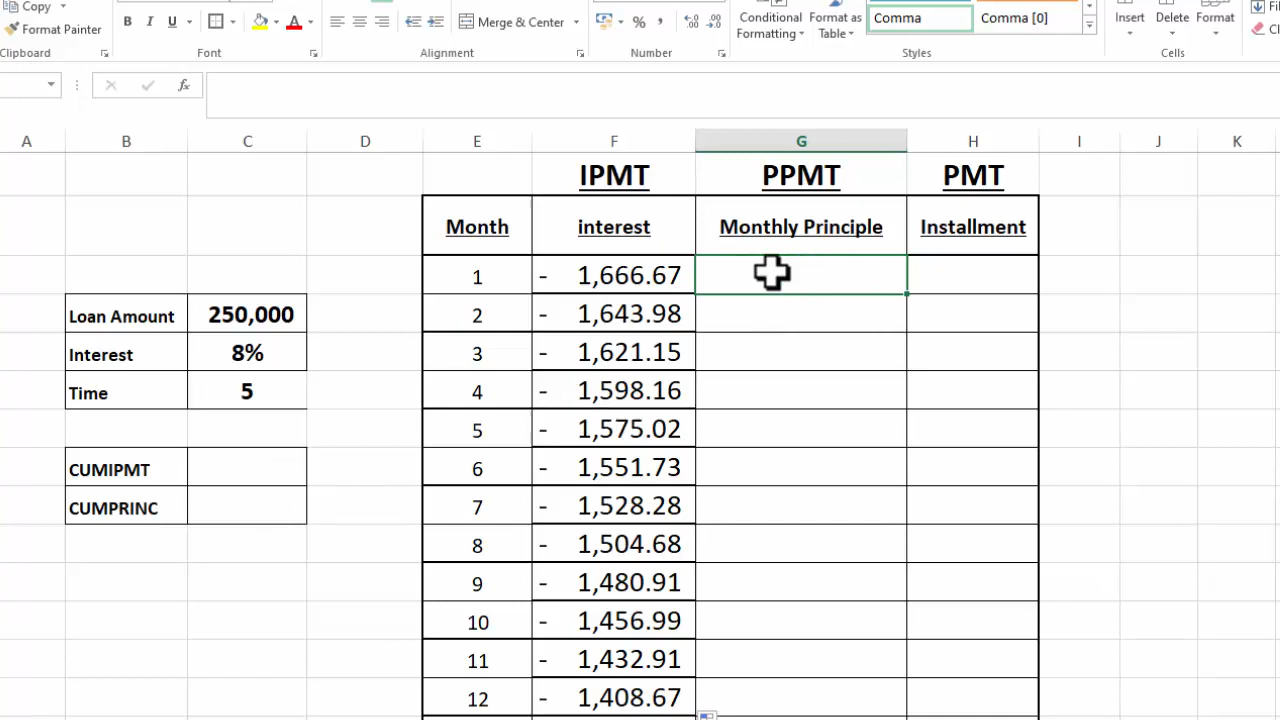 Copy
Format Painter
Clipboard
B I U
Font
A
Merge & Center
Alignment
%
Number
Conditional Formatting
Format as Table
Comma
Comma [0]
Styles
Insert
Delete
Format
Cells
fx
A B C D E F G H I J K
IPMT PPMT PMT
Month interest Monthly Principle Installment
1 - 1,666.67
Loan Amount 250,000 2 - 1,643.98
Interest 8% 3 - 1,621.15
Time 5 4 - 1,598.16
5 - 1,575.02
CUMIPMT 6 - 1,551.73
CUMPRINC 7 - 1,528.28
8 - 1,504.68
9 - 1,480.91
10 - 1,456.99
11 - 1,432.91
12 - 1,408.67